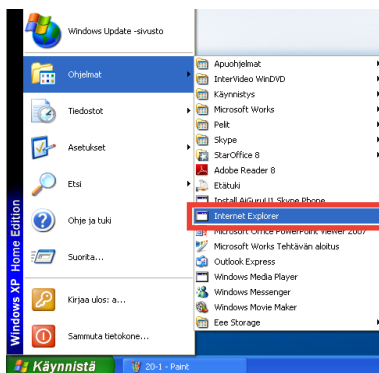 Windows Update -sivusto
Ohjelmat
Tiedostot
Asetukset
Etsi
Ohje ja tuki
Suorita...
Kirjaa ulos: a...
Sammuta tietokone...
Windows XP Home Edition
Apuohjelmat
InterVideo WinDVD
Käynnistys
Microsoft Works
Pelit
Skype
StarOffice 8
Adobe Reader 8
Etätuki
Install AiGuruU1 Skype Phone
Internet Explorer
Microsoft Office PowerPoint Viewer 2007
Microsoft Works Tehtävän aloitus
Outlook Express
Windows Media Player
Windows Messenger
Windows Movie Maker
Eee Storage
Käynnistä
20-1 - Paint